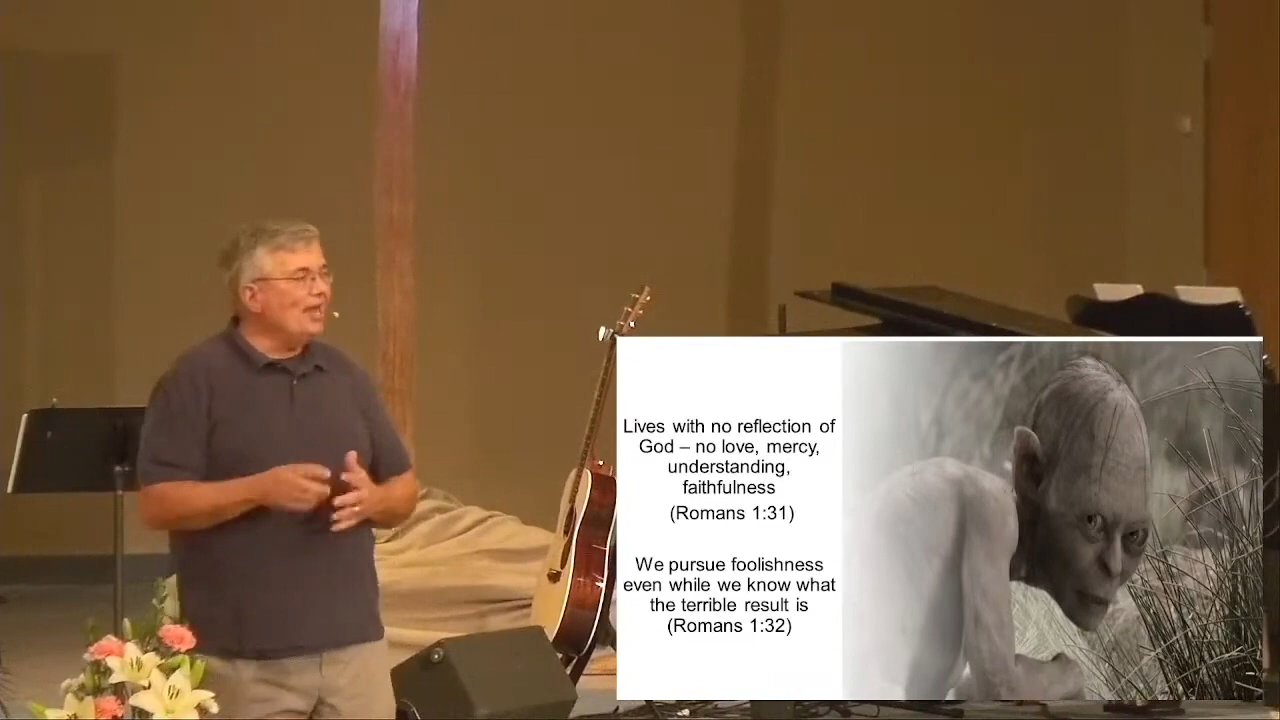 Lives with no reflection of
God – no love, mercy,
understanding,
faithfulness
(Romans 1:31)
We pursue foolishness
even while we know what
the terrible result is
(Romans 1:32)